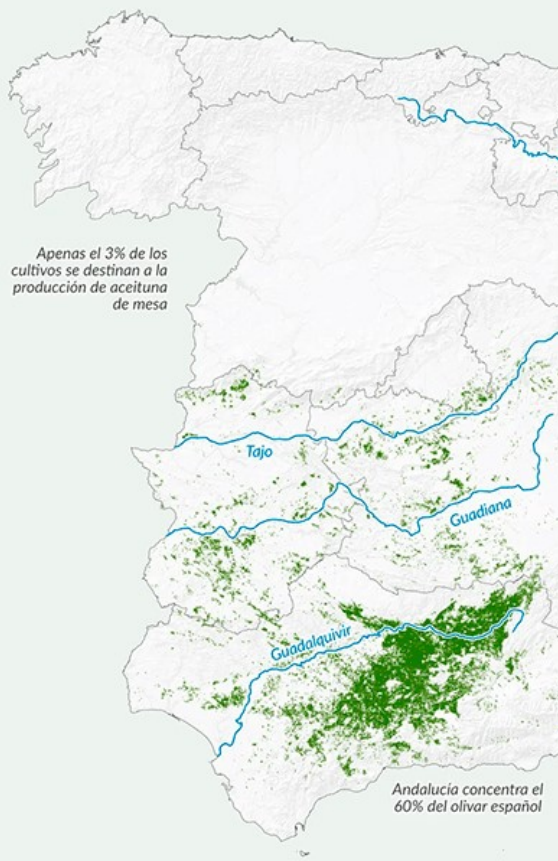 Apenas el 3% de los
cultivos se destinan a la
producción de aceituna
de mesa
Tajo
Guadiana
Guadalquivir
Andalucía concentra el
60% del olivar español